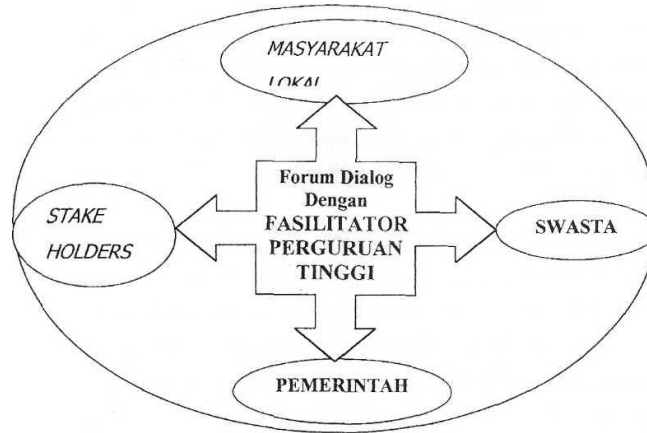 MASYARAKAT
LOKAL
Forum Dialog
Dengan
FASILITATOR
PERGURUAN
TINGGI
STAKE
HOLDERS
SWASTA
PEMERINTAH